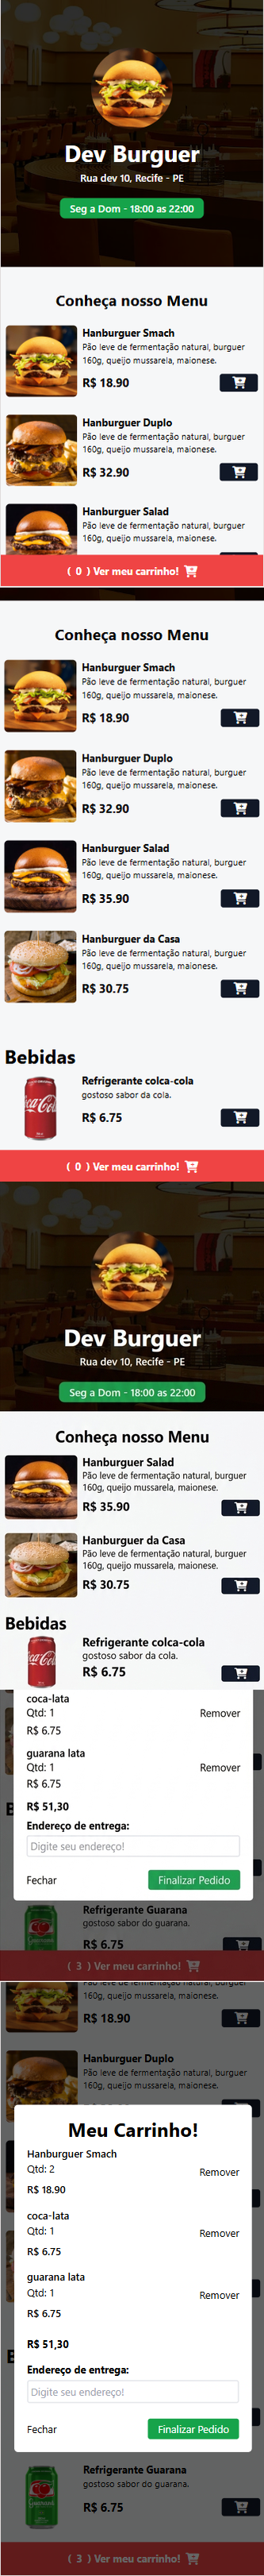 Dev Burguer
Rua dev 10, Recife - PE
Seg a Dom - 18:00 as 22:00
Conheça nosso Menu
Hanburguer Smach
Pão leve de fermentação natural, burguer
160g, queijo mussarela, maionese.
R$ 18.90
Hanburguer Duplo
Pão leve de fermentação natural, burguer
160g, queijo mussarela, maionese.
R$ 32.90
Hanburguer Salad
Pão leve de fermentação natural, burguer
160g, queijo mussarela, maionese.
( 0 ) Ver meu carrinho!
Conheça nosso Menu
Hanburguer Smach
Pão leve de fermentação natural, burguer
160g, queijo mussarela, maionese.
R$ 18.90
Hanburguer Duplo
Pão leve de fermentação natural, burguer
160g, queijo mussarela, maionese.
R$ 32.90
Hanburguer Salad
Pão leve de fermentação natural, burguer
160g, queijo mussarela, maionese.
R$ 35.90
Hanburguer da Casa
Pão leve de fermentação natural, burguer
160g, queijo mussarela, maionese.
R$ 30.75
Bebidas
Refrigerante colca-cola
gostoso sabor da cola.
Coca-Cola
R$ 6.75
( 0 ) Ver meu carrinho!
Dev Burguer
Rua dev 10, Recife - PE
Seg a Dom - 18:00 as 22:00
Conheça nosso Menu
Hanburguer Salad
Pão leve de fermentação natural, burguer
160g, queijo mussarela, maionese.
R$ 35.90
Hanburguer da Casa
Pão leve de fermentação natural, burguer
160g, queijo mussarela, maionese.
R$ 30.75
Bebidas
Refrigerante colca-cola
gostoso sabor da cola.
Coca-Cola
R$ 6.75
coca-lata
Qtd: 1
Remover
R$ 6.75
guarana lata
Qtd: 1
Remover
R$ 6.75
R$ 51,30
Endereço de entrega:
Digite seu endereço!
Fechar
Finalizar Pedido
Refrigerante Guarana
gostoso sabor do guarana.
R$ 6.75
( 3 ) Ver meu carrinho!
160g, queijo mussarela, maionese.
R$ 18.90
Hanburguer Duplo
Meu Carrinho!
Hanburguer Smach
Qtd: 2
Remover
R$ 18.90
coca-lata
Qtd: 1
Remover
R$ 6.75
guarana lata
Qtd: 1
Remover
R$ 6.75
R$ 51,30
Endereço de entrega:
Digite seu endereço!
Fechar
Finalizar Pedido
Refrigerante Guarana
gostoso sabor do guarana.
R$ 6.75
( 3 ) Ver meu carrinho!